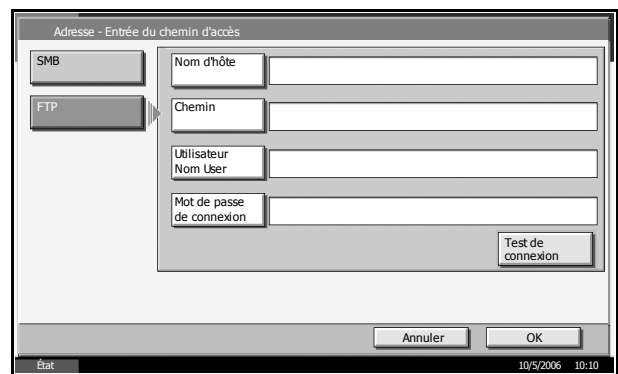 Adresse - Entrée du chemin d'accès
SMB
FTP
Nom d'hôte
Chemin
Utilisateur
Nom User
Mot de passe
de connexion
Test de
connexion
Annuler
OK
État
10/5/2006 10:10